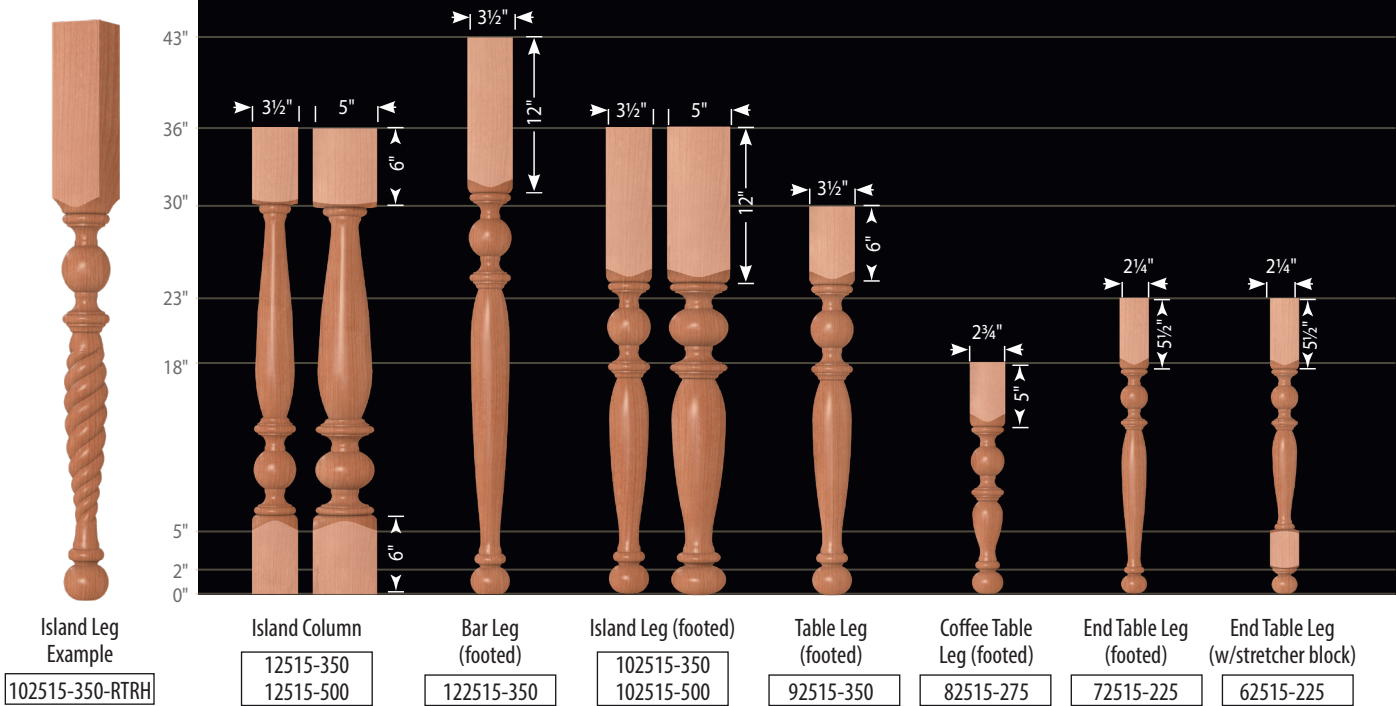 43"
36"
30"
23"
18"
5"
2"
0"
3½"
5"
6"
6"
3½"
12"
3½"
5"
12"
3½"
6"
2¾"
5"
2¼"
5½"
2¼"
5½"
Island Leg
Example
102515-350-RTRH
Island Column
12515-350
12515-500
Bar Leg
(footed)
122515-350
Island Leg (footed)
102515-350
102515-500
Table Leg
(footed)
92515-350
Coffee Table
Leg (footed)
82515-275
End Table Leg
(footed)
72515-225
End Table Leg
(w/stretcher block)
62515-225